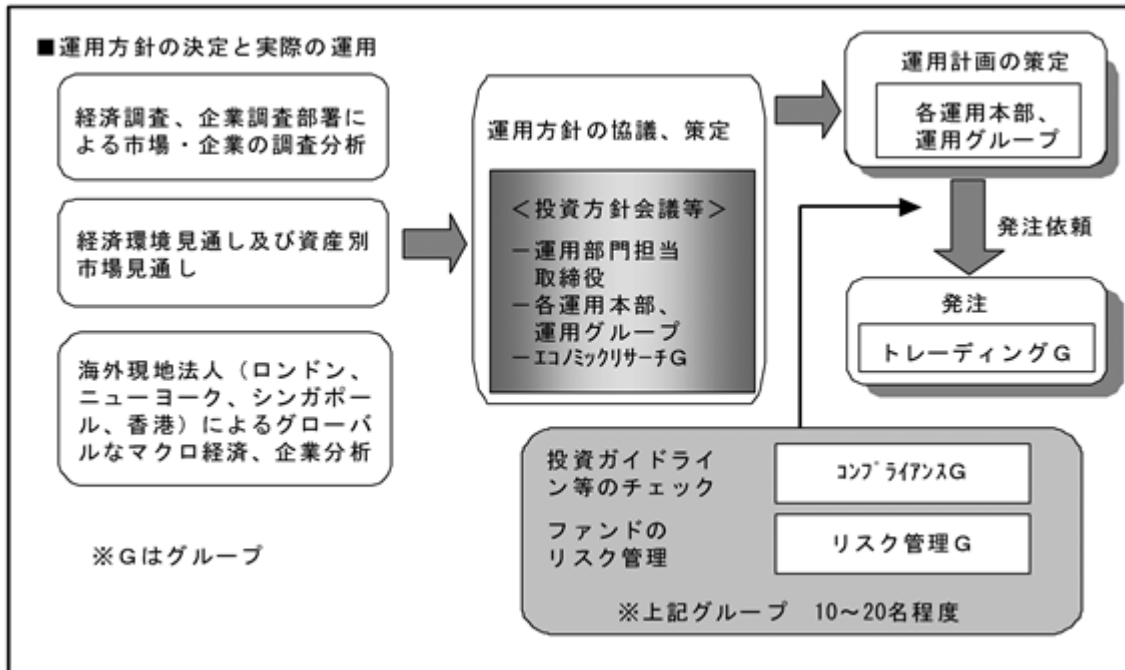 ■運用方針の決定と実際の運用
経済調査、企業調査部署に
よる市場・企業の調査分析
経済環境見通し及び資産別
市場見通し
海外現地法人（ロンドン、
ニューヨーク、シンガポー
ル、香港）によるグローバ
ルなマクロ経済、企業分析
※Gはグループ
運用方針の協議、策定
＜投資方針会議等＞
－運用部門担当
取締役
－各運用本部、
運用グループ
－ｴｺﾉﾐｯｸﾘｻｰﾁG
運用計画の策定
各運用本部、
運用グループ
発注依頼
発注
トレーディングG
投資ガイドライ
ン等のチェック
ｺﾝﾌﾟﾗｲｱﾝｽG
ファンドの
リスク管理
リスク管理G
※上記グループ　10～20名程度